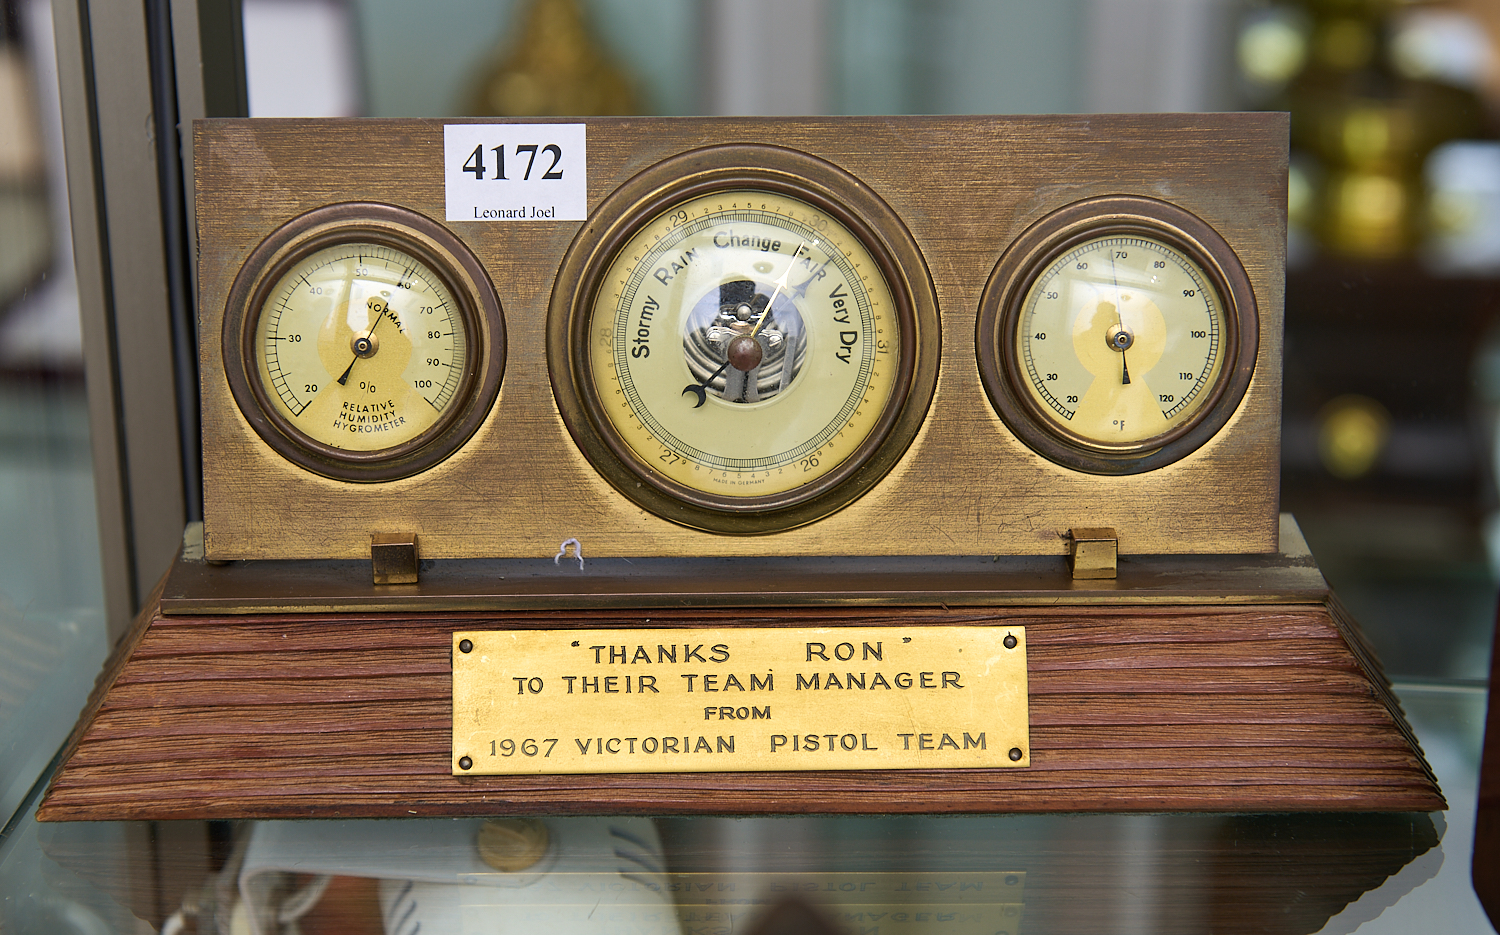 4172
Leonard Joel
20 30 40 50 60 70 80 90 100
NORMAL
0/0
RELATIVE
HUMIDITY
HYGROMETER
27 28 29 30 31 26
Stormy RAIN Change FAIR Very Dry
MADE IN GERMANY
20 30 40 50 60 70 80 90 100 110 120
°F
"THANKS RON"
TO THEIR TEAM MANAGER
FROM
1967 VICTORIAN PISTOL TEAM